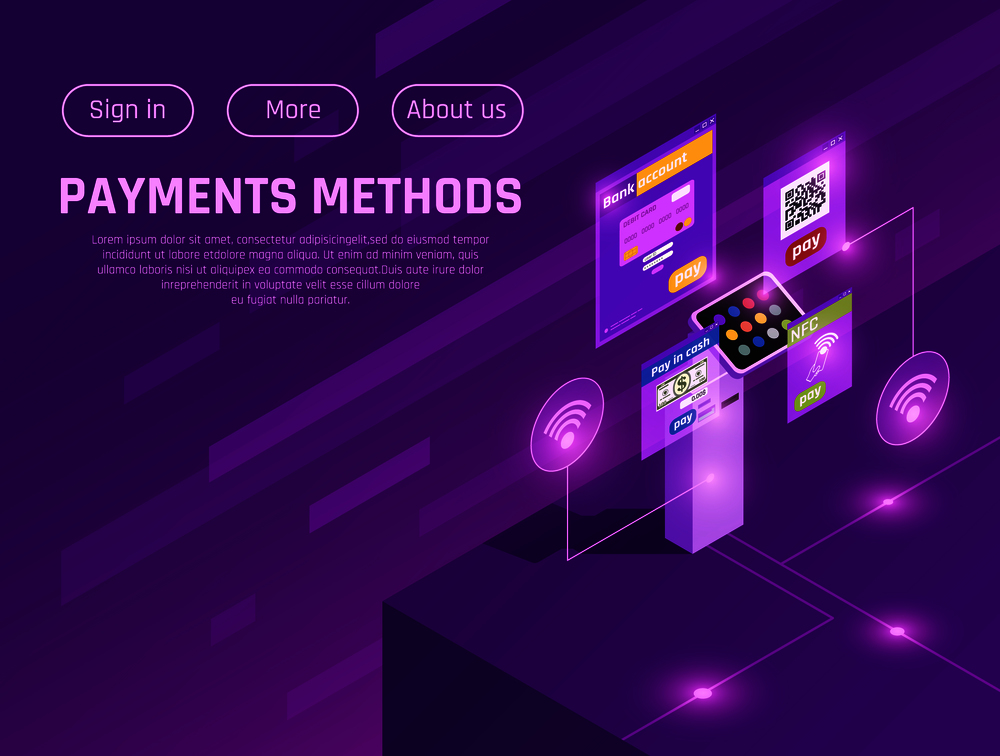 Sign in
More
About us
PAYMENTS METHODS
Lorem ipsum dolor sit amet, consectetur adipisicingelit,sed do eiusmod tempor
incididunt ut labore etdolore magna aliqua. Ut enim ad minim veniam, quis
ullamco laboris nisi ut aliquipex ea commodo consequat.Duis aute irure dolor
inreprehenderit in voluptate velit esse cillum dolore
eu fugiat nulla pariatur.
Bank account
DEBIT CARD
0000 0000 0000 0000
pay
pay
NFC
pay
Pay in cash
$
0.00$
pay